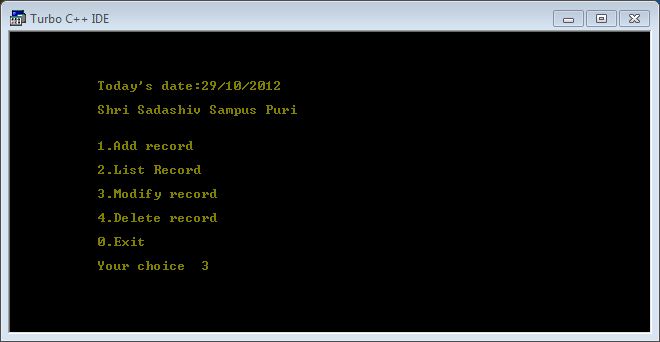 Turbo C++ IDE
Today's date:29/10/2012
Shri Sadashiv Sampus Puri
1.Add record
2.List Record
3.Modify record
4.Delete record
0.Exit
Your choice  3